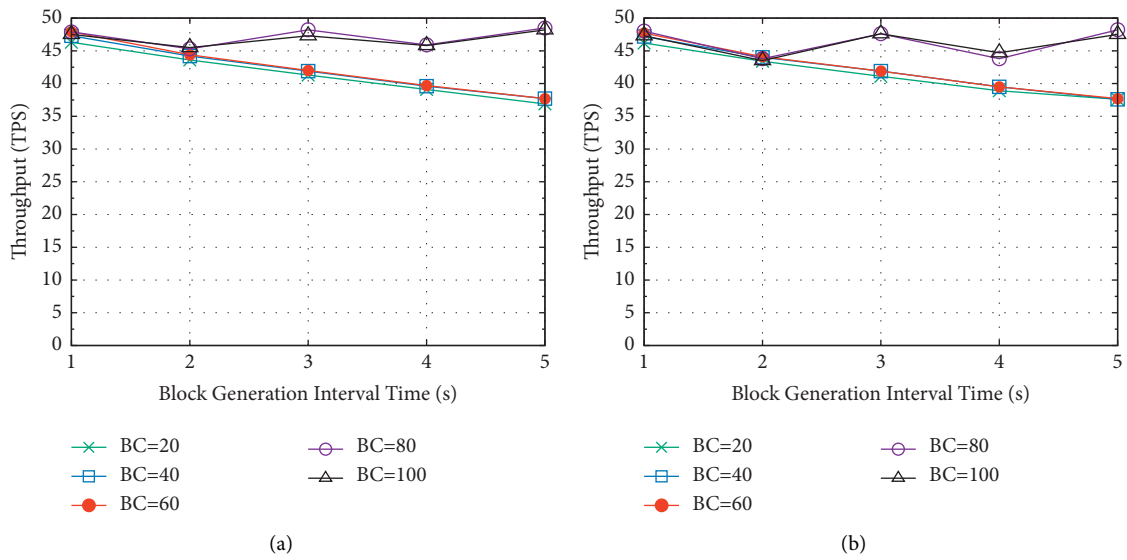 50
45
40
35
30
25
20
15
10
5
0
Throughput (TPS)
1 2 3 4 5
Block Generation Interval Time (s)
BC=20
BC=40
BC=60
BC=80
BC=100
(a)
50
45
40
35
30
25
20
15
10
5
0
Throughput (TPS)
1 2 3 4 5
Block Generation Interval Time (s)
BC=20
BC=40
BC=60
BC=80
BC=100
(b)